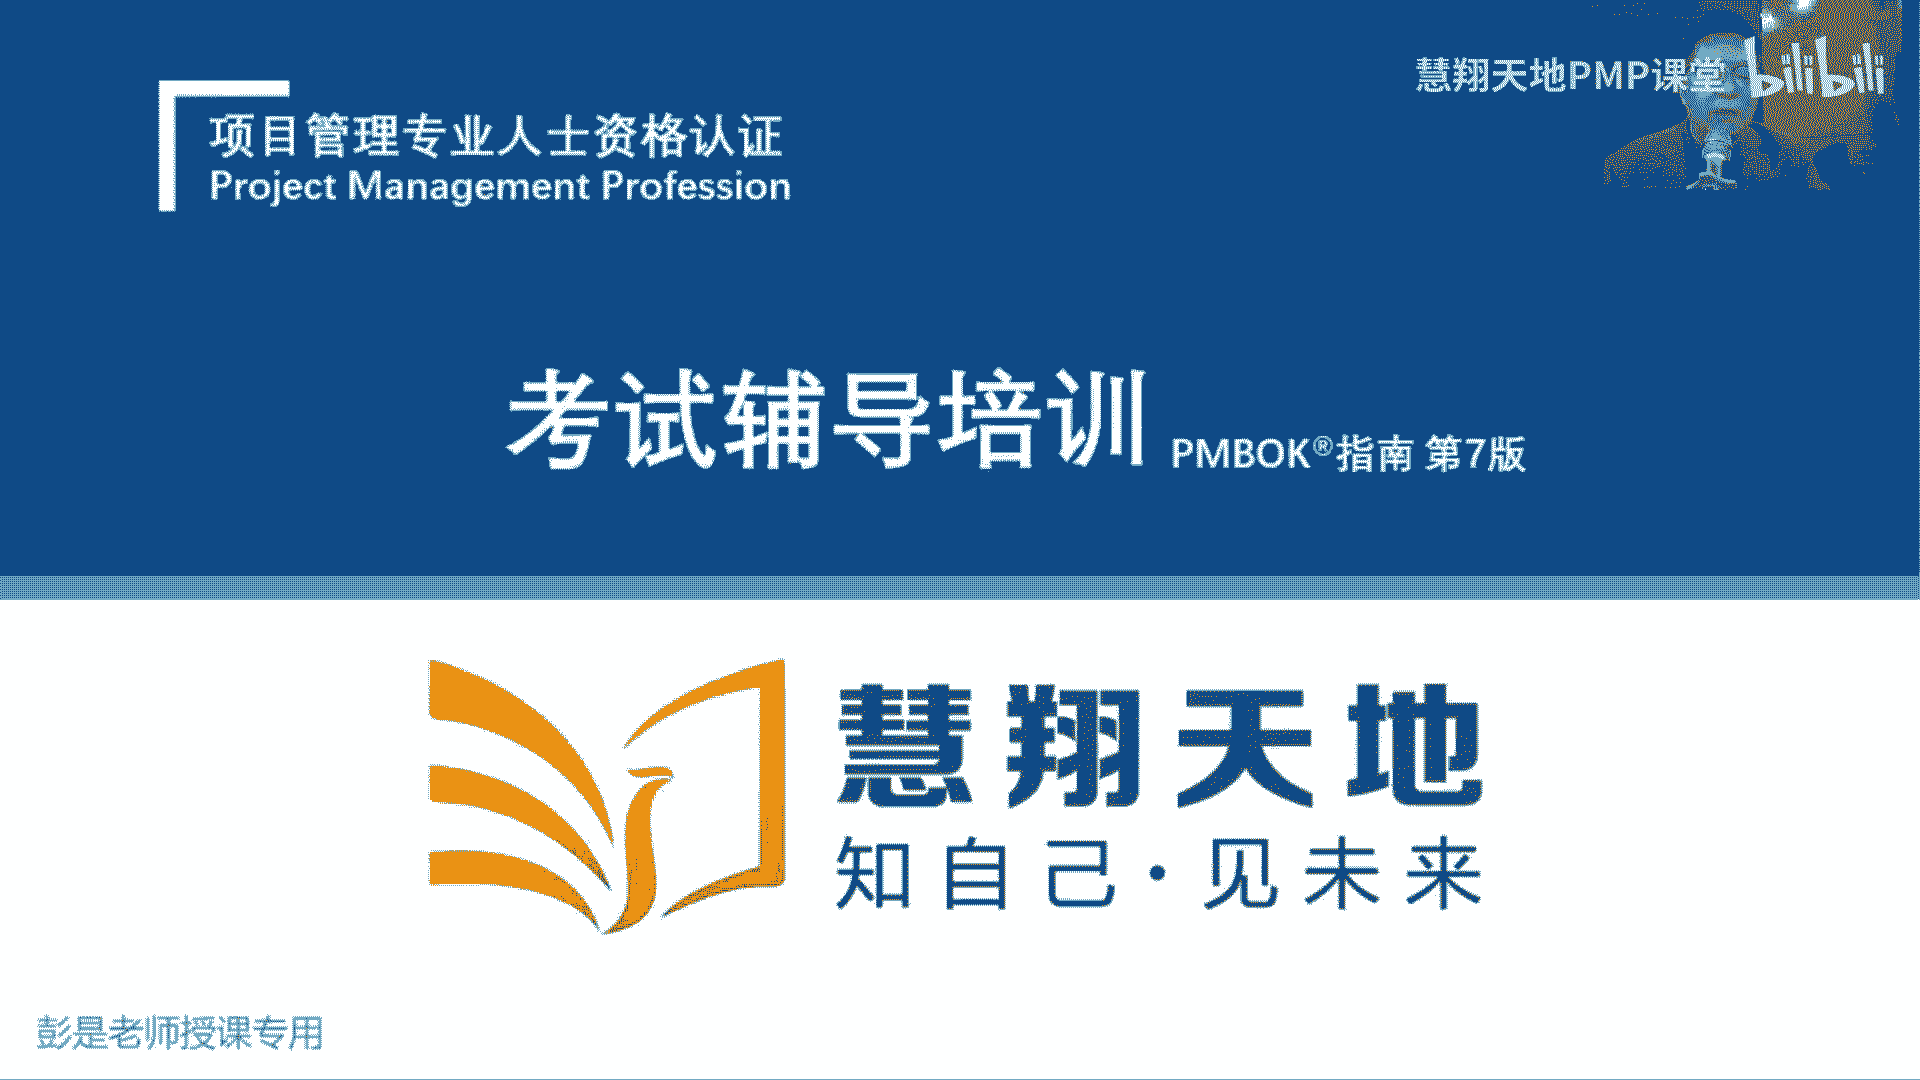 慧翔天地PMP课堂 bilibili
项目管理专业人士资格认证
Project Management Profession
考试辅导培训 PMBOK®指南 第7版
慧翔天地
知自己·见未来
彭是老师授课专用